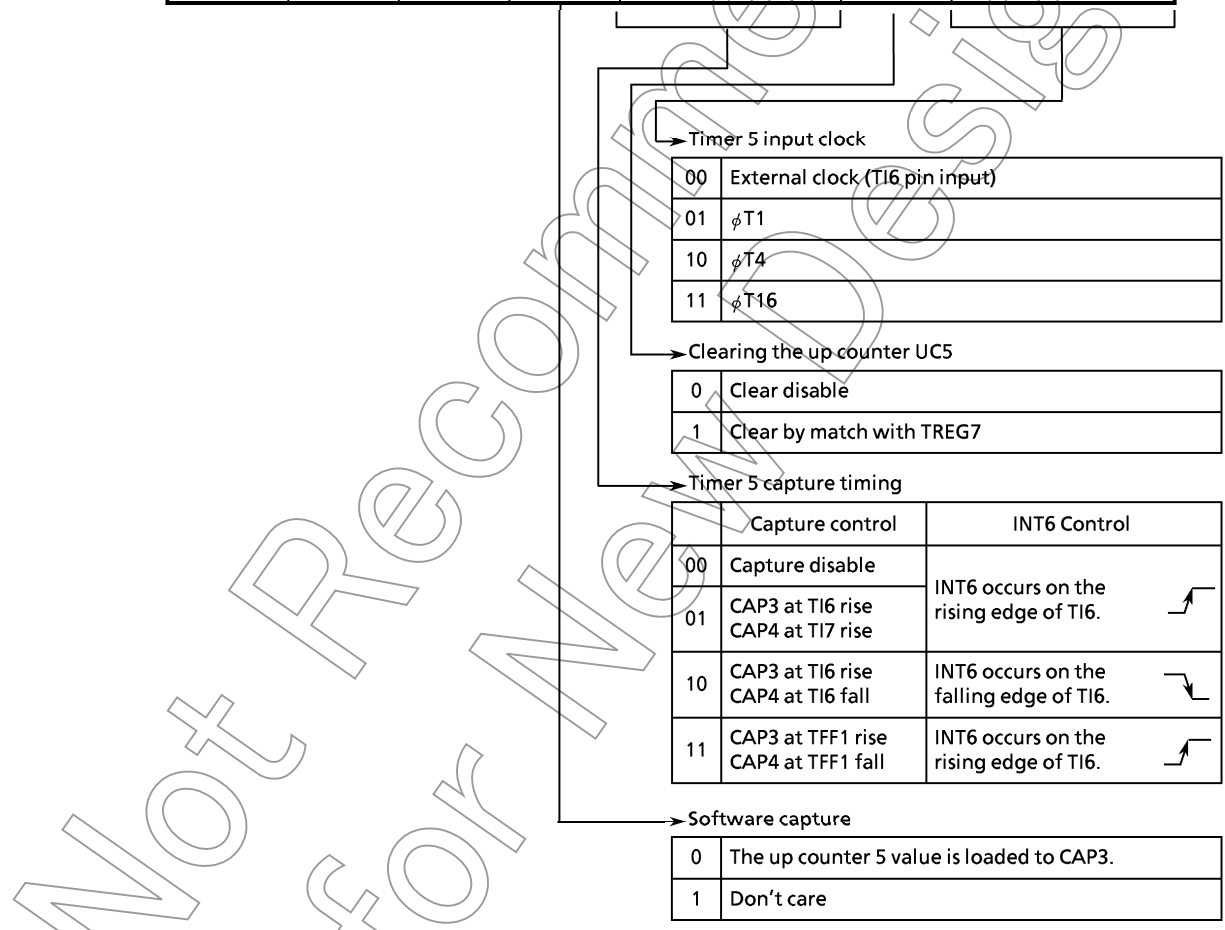 Timer 5 input clock
00 External clock (TI6 pin input)
01 φT1
10 φT4
11 φT16
Clearing the up counter UC5
0 Clear disable
1 Clear by match with TREG7
Timer 5 capture timing
Capture control INT6 Control
00 Capture disable
INT6 occurs on the
rising edge of TI6.
01 CAP3 at TI6 rise
CAP4 at TI7 rise
10 CAP3 at TI6 rise INT6 occurs on the
CAP4 at TI6 fall falling edge of TI6.
11 CAP3 at TFF1 rise INT6 occurs on the
CAP4 at TFF1 fall rising edge of TI6.
Software capture
0 The up counter 5 value is loaded to CAP3.
1 Don't care
Not Recomme
for New Desig